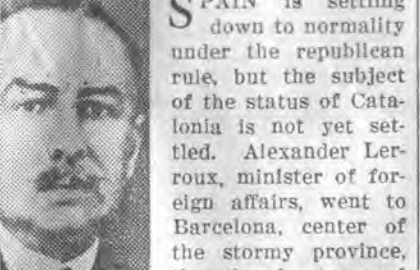 SPAIN is settling
down to normality
under the republican
rule, but the subject
of the status of Cata-
lonia is not yet set-
tled. Alexander Ler-
roux, minister of for-
eign affairs, went to
Barcelona, center of
the stormy province,